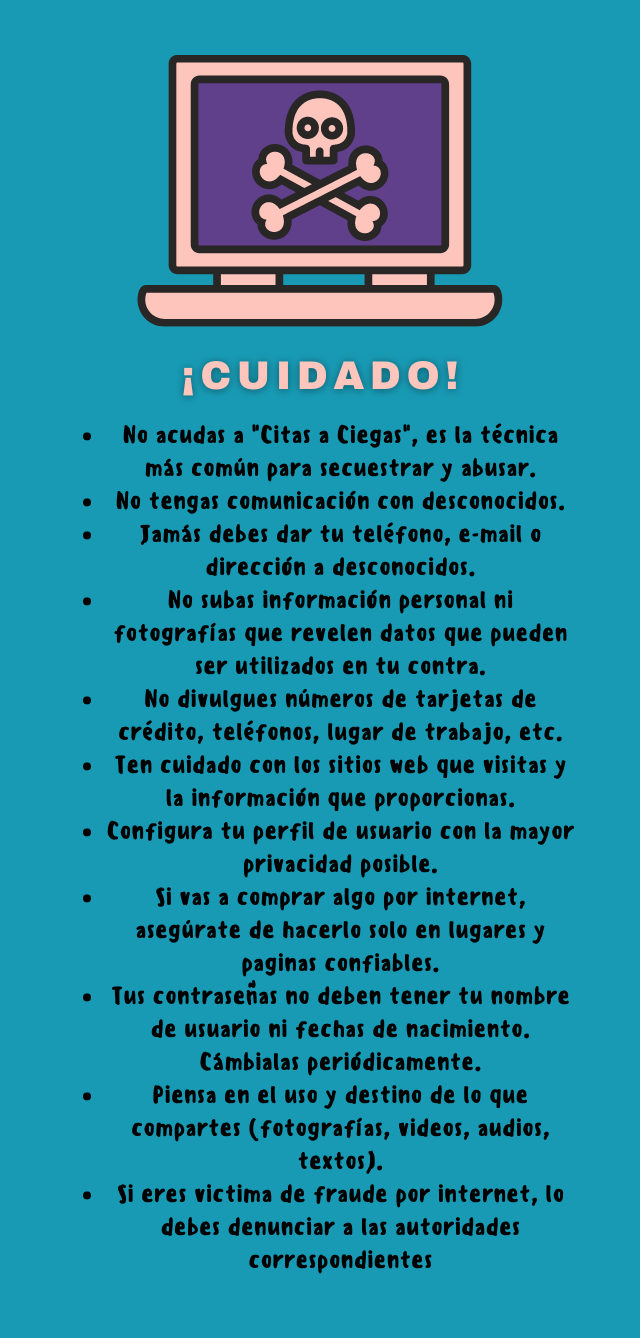 ¡CUIDADO!
• No acudas a "Citas a Ciegas", es la técnica
más común para secuestrar y abusar.
• No tengas comunicación con desconocidos.
• Jamás debes dar tu teléfono, e-mail o
dirección a desconocidos.
• No subas información personal ni
fotografías que revelen datos que pueden
ser utilizados en tu contra.
• No divulgues números de tarjetas de
crédito, teléfonos, lugar de trabajo, etc.
• Ten cuidado con los sitios web que visitas y
la información que proporcionas.
• Configura tu perfil de usuario con la mayor
privacidad posible.
• Si vas a comprar algo por internet,
asegúrate de hacerlo solo en lugares y
paginas confiables.
• Tus contraseñas no deben tener tu nombre
de usuario ni fechas de nacimiento.
Cámbialas periódicamente.
• Piensa en el uso y destino de lo que
compartes (fotografías, videos, audios,
textos).
• Si eres victima de fraude por internet, lo
debes denunciar a las autoridades
correspondientes